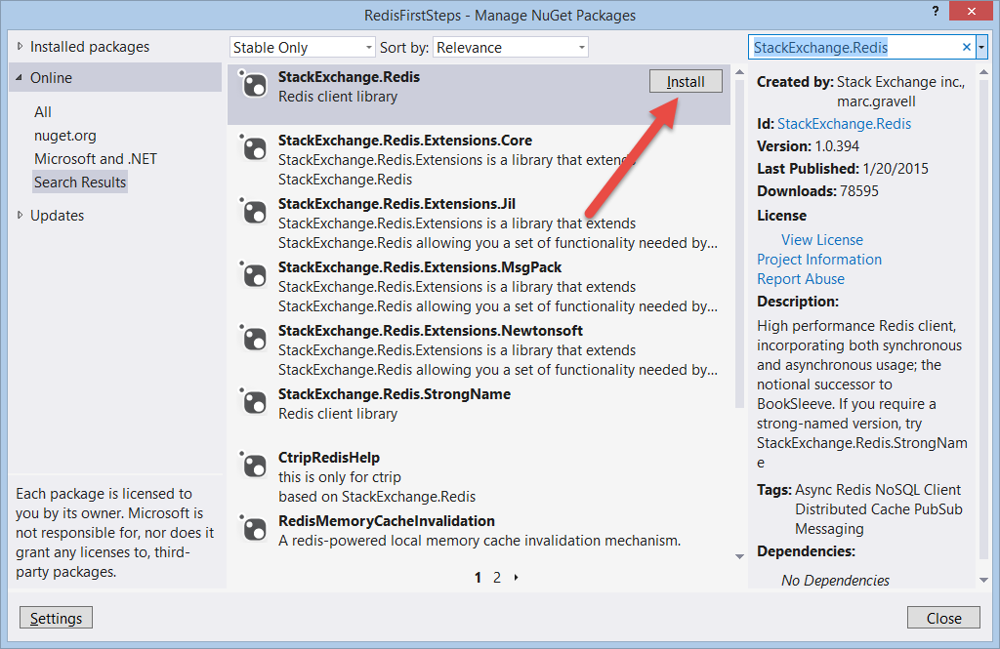 RedisFirstSteps - Manage NuGet Packages
?
Installed packages
Online
All
nuget.org
Microsoft and .NET
Search Results
Updates
Each package is licensed to
you by its owner. Microsoft is
not responsible for, nor does it
grant any licenses to, third-
party packages.
Settings
Stable Only
Sort by:
Relevance
StackExchange.Redis
Redis client library
Install
StackExchange.Redis.Extensions.Core
StackExchange.Redis.Extensions is a library that extends
StackExchange.Redis
StackExchange.Redis.Extensions.Jil
StackExchange.Redis.Extensions is a library that extends
StackExchange.Redis allowing you a set of functionality needed by...
StackExchange.Redis.Extensions.MsgPack
StackExchange.Redis.Extensions is a library that extends
StackExchange.Redis allowing you a set of functionality needed by...
StackExchange.Redis.Extensions.Newtonsoft
StackExchange.Redis.Extensions is a library that extends
StackExchange.Redis allowing you a set of functionality needed by...
StackExchange.Redis.StrongName
Redis client library
CtripRedisHelp
this is only for ctrip
based on StackExchange.Redis
RedisMemoryCacheInvalidation
A redis-powered local memory cache invalidation mechanism.
1 2
StackExchange.Redis
Created by: Stack Exchange inc.,
marc.gravell
Id: StackExchange.Redis
Version: 1.0.394
Last Published: 1/20/2015
Downloads: 78595
License
View License
Project Information
Report Abuse
Description:
High performance Redis client,
incorporating both synchronous
and asynchronous usage; the
notional successor to
BookSleeve. If you require a
strong-named version, try
StackExchange.Redis.StrongNam
e
Tags: Async Redis NoSQL Client
Distributed Cache PubSub
Messaging
Dependencies:
No Dependencies
Close